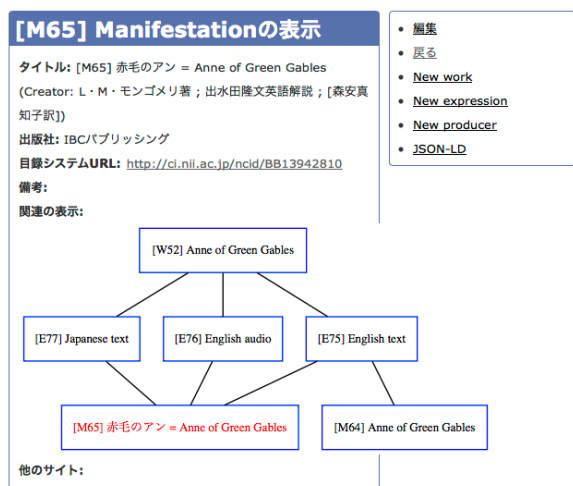 [M65] Manifestationの表示
タイトル: [M65] 赤毛のアン = Anne of Green Gables
(Creator: L・M・モンゴメリ著 ; 出水田隆文英語解説 ; [森安真
知子訳])
出版社: IBCパブリッシング
目録システムURL: http://ci.nii.ac.jp/ncid/BB13942810
備考:
関連の表示:
[W52] Anne of Green Gables
[E77] Japanese text
[E76] English audio
[E75] English text
[M65] 赤毛のアン = Anne of Green Gables
[M64] Anne of Green Gables
他のサイト:
編集
戻る
New work
New expression
New producer
JSON-LD